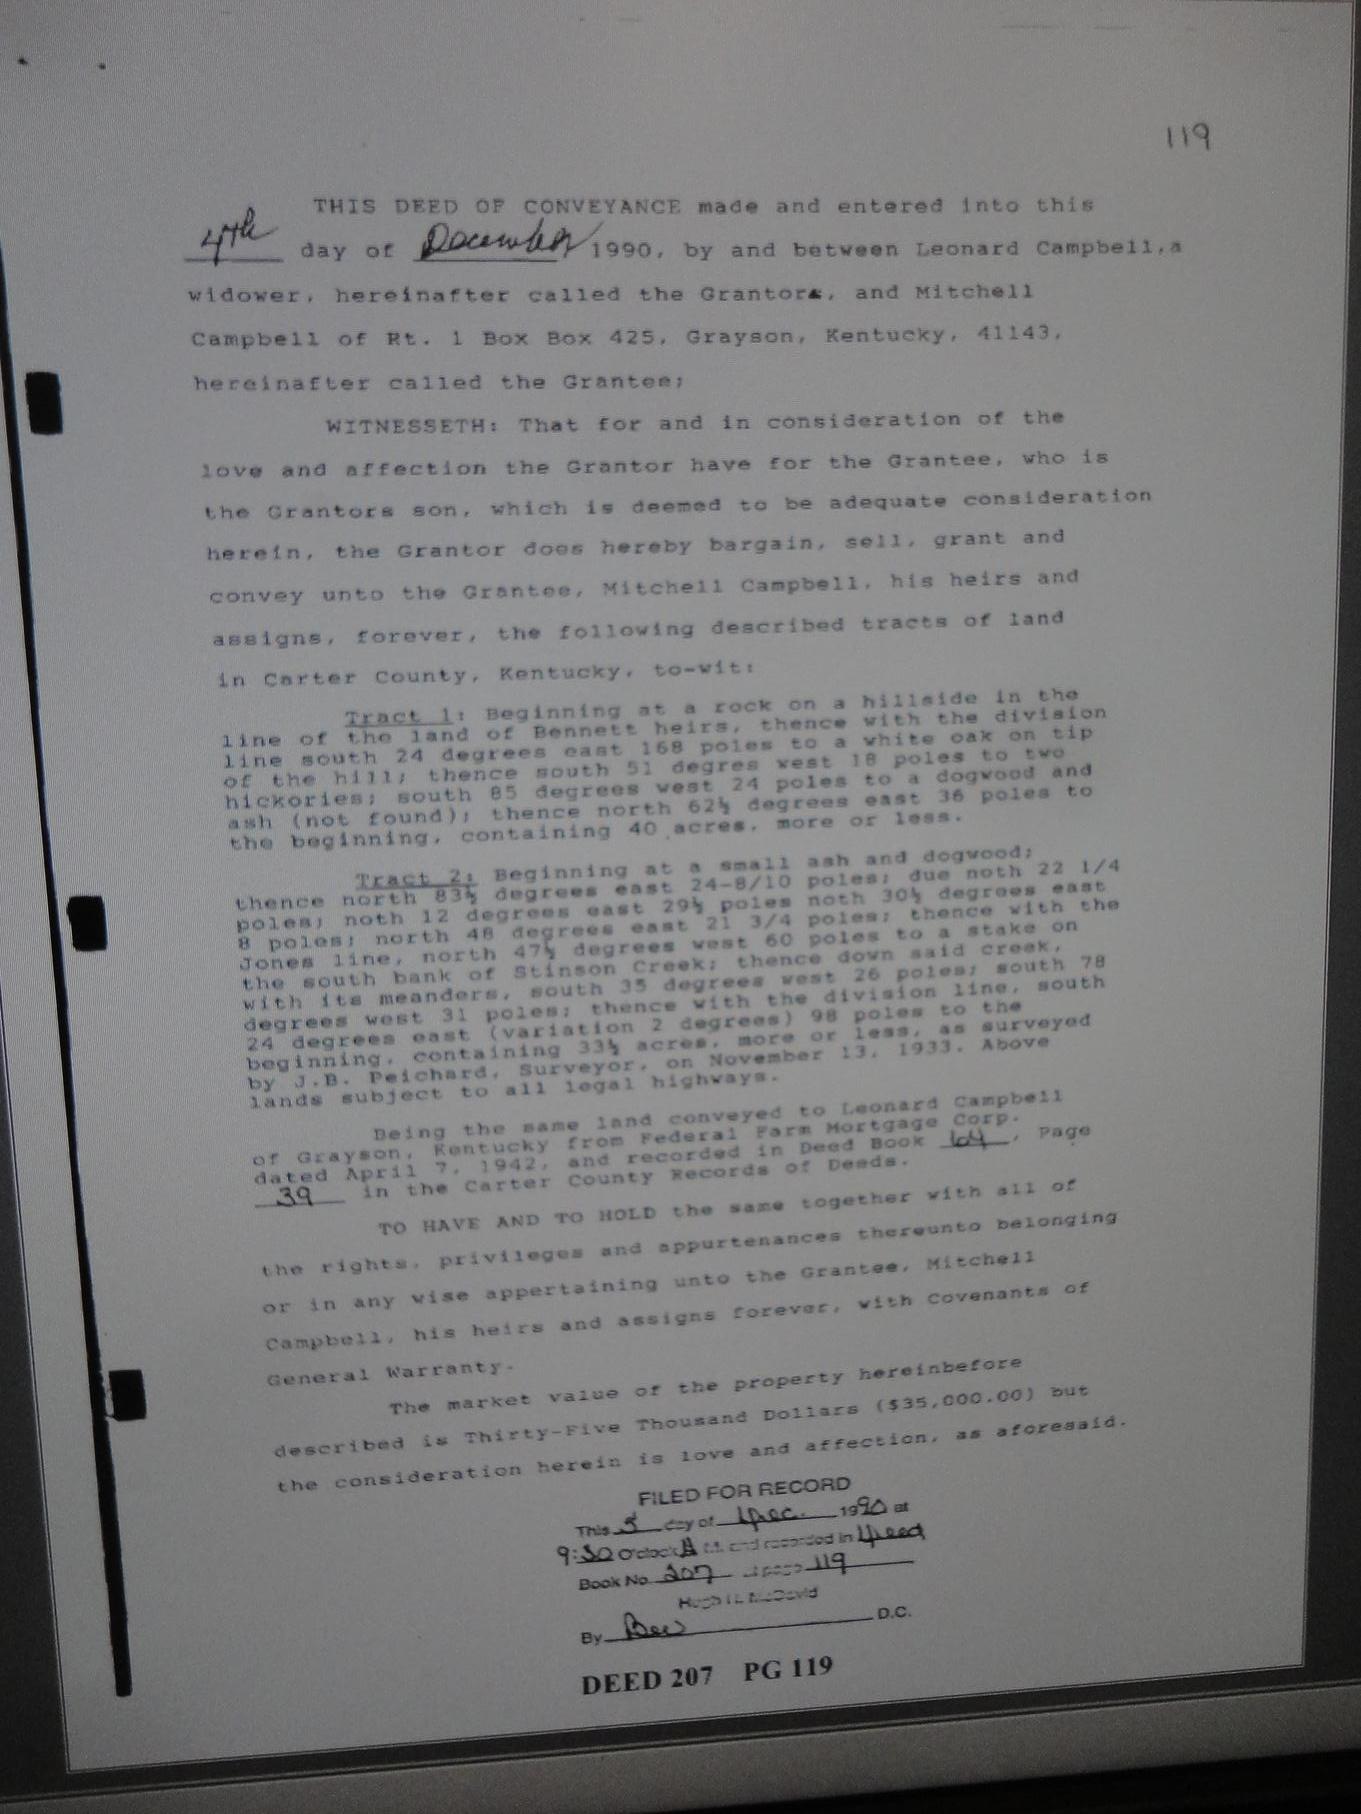 119
THIS DEED OF CONVEYANCE made and entered into this
4th day of December 1990, by and between Leonard Campbell,a
widower, hereinafter called the Grantor, and Mitchell
Campbell of Rt. 1 Box Box 425, Grayson, Kentucky, 41143,
hereinafter called the Grantee;
WITNESSETH: That for and in consideration of the
love and affection the Grantor have for the Grantee, who is
the Grantors son, which is deemed to be adequate consideration
herein, the Grantor does hereby bargain, sell, grant and
convey unto the Grantee, Mitchell Campbell, his heirs and
assigns, forever, the following described tracts of land
in Carter County, Kentucky, to-wit:
Tract 1: Beginning at a rock on a hillside in the
line of the land of Bennett heirs, thence with the division
line south 24 degrees east 168 poles to a white oak on tip
of the hill; thence south 51 degres west 18 poles to two
hickories; south 85 degrees west 24 poles to a dogwood and
ash (not found); thence north 62½ degrees east 36 poles to
the beginning, containing 40 acres, more or less.
Tract 2: Beginning at a small ash and dogwood;
thence north 83½ degrees east 24-8/10 poles; due noth 22 1/4
poles; noth 12 degrees east 29½ poles noth 30½ degrees east
8 poles; north 48 degrees east 21 3/4 poles; thence with the
Jones line, north 47½ degrees west 60 poles to a stake on
the south bank of Stinson Creek; thence down said creek,
with its meanders, south 35 degrees west 26 poles; south 78
degrees west 31 poles; thence with the division line, south
24 degrees east (variation 2 degrees) 98 poles to the
beginning, containing 33½ acres, more or less, as surveyed
by J.B. Peichard, Surveyor, on November 13, 1933. Above
lands subject to all legal highways.
Being the same land conveyed to Leonard Campbell
of Grayson, Kentucky from Federal Farm Mortgage Corp.
dated April 7, 1942, and recorded in Deed Book 64, Page
39 in the Carter County Records of Deeds.
TO HAVE AND TO HOLD the same together with all of
the rights, privileges and appurtenances thereunto belonging
or in any wise appertaining unto the Grantee, Mitchell
Campbell, his heirs and assigns forever, with Covenants of
General Warranty.
The market value of the property hereinbefore
described is Thirty-Five Thousand Dollars ($35,000.00) but
the consideration herein is love and affection, as aforesaid.
FILED FOR RECORD
This 5 day of Dec. 1990 at
9:30 O'clock A M. and recorded in Deed
Book No. 207 at page 119
Hugh McDavid
By Bew D.C.
DEED 207 PG 119